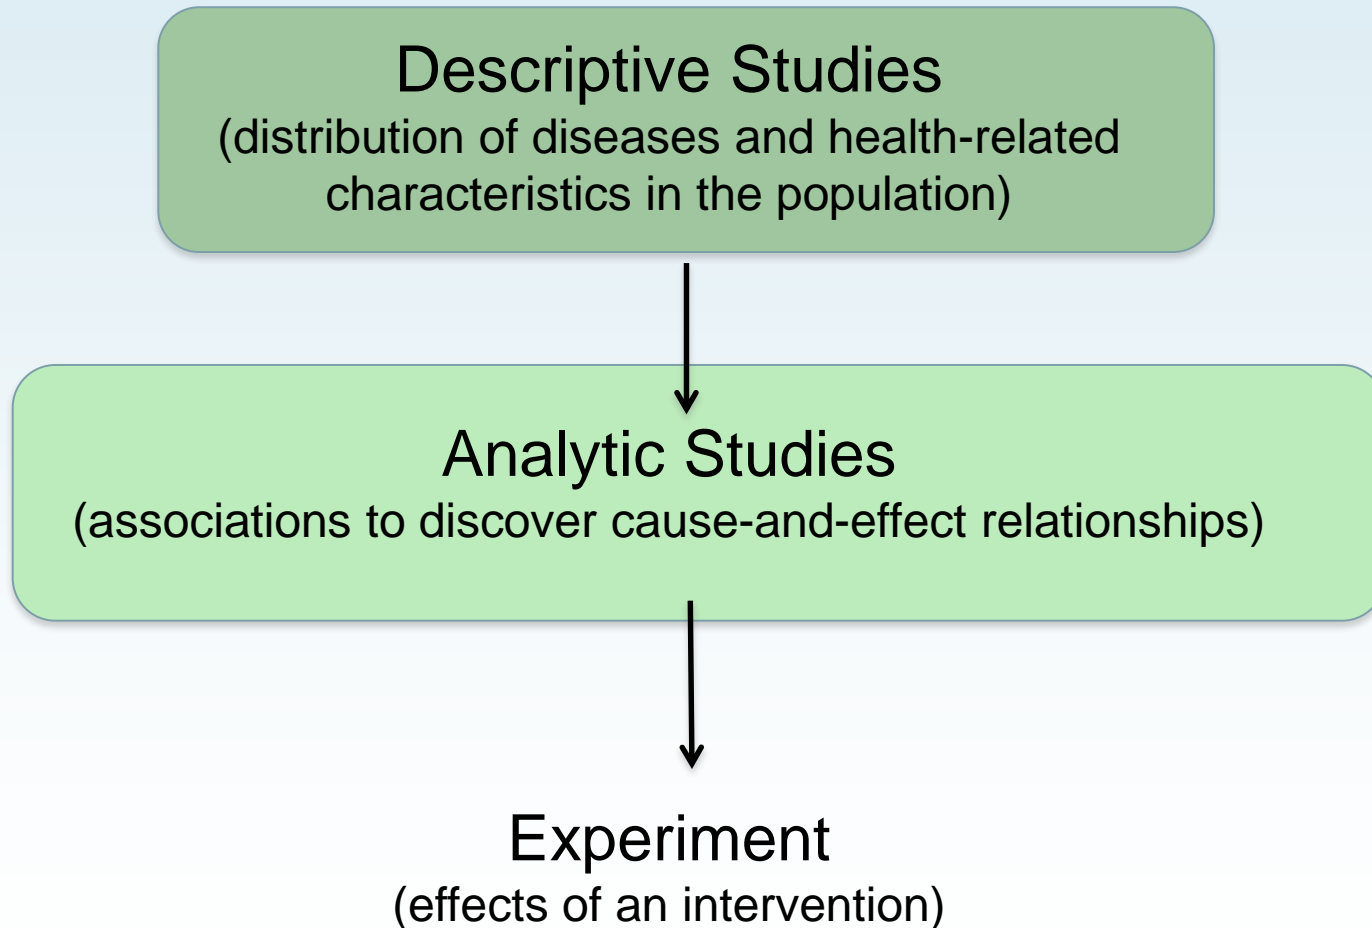 Descriptive Studies
(distribution of diseases and health-related
characteristics in the population)
Analytic Studies
(associations to discover cause-and-effect relationships)
Experiment
(effects of an intervention)